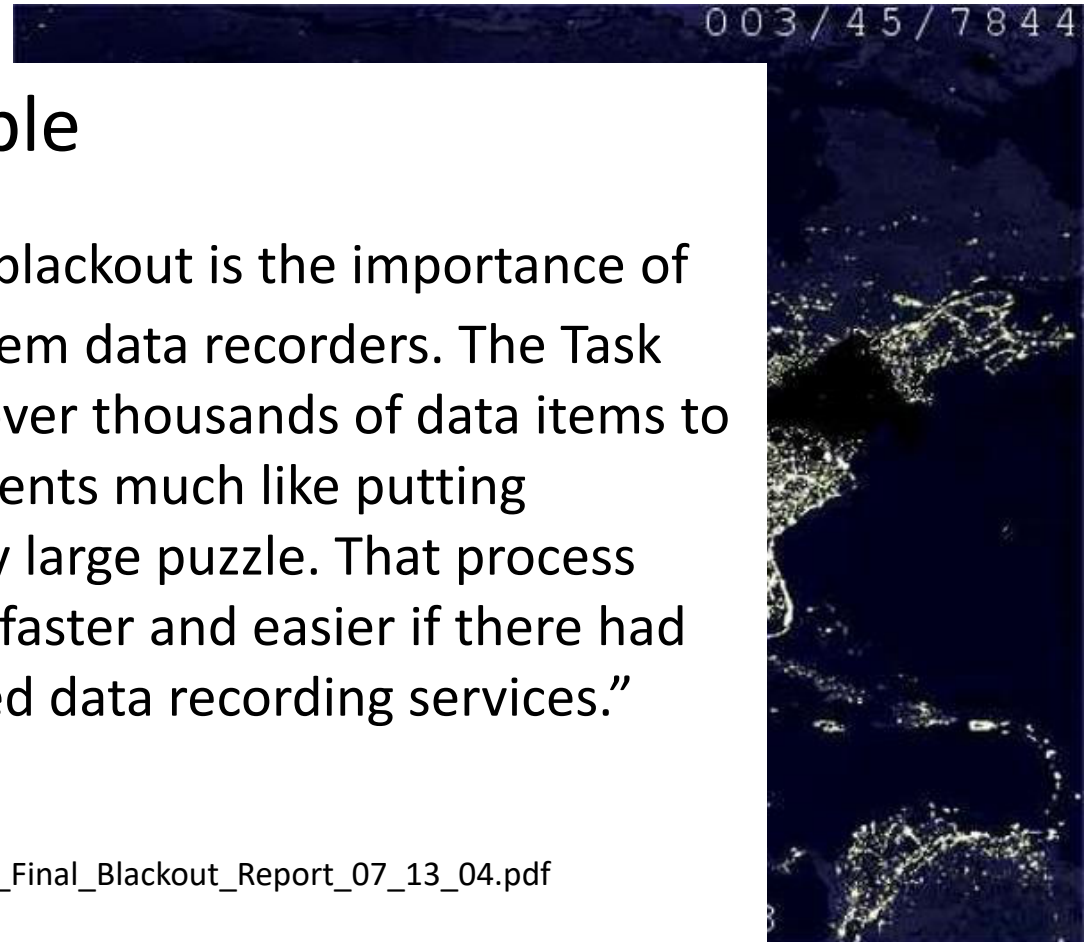 003/45/7844
ple
blackout is the importance of
em data recorders. The Task
ver thousands of data items to
ents much like putting
y large puzzle. That process
faster and easier if there had
ed data recording services.”
_Final_Blackout_Report_07_13_04.pdf